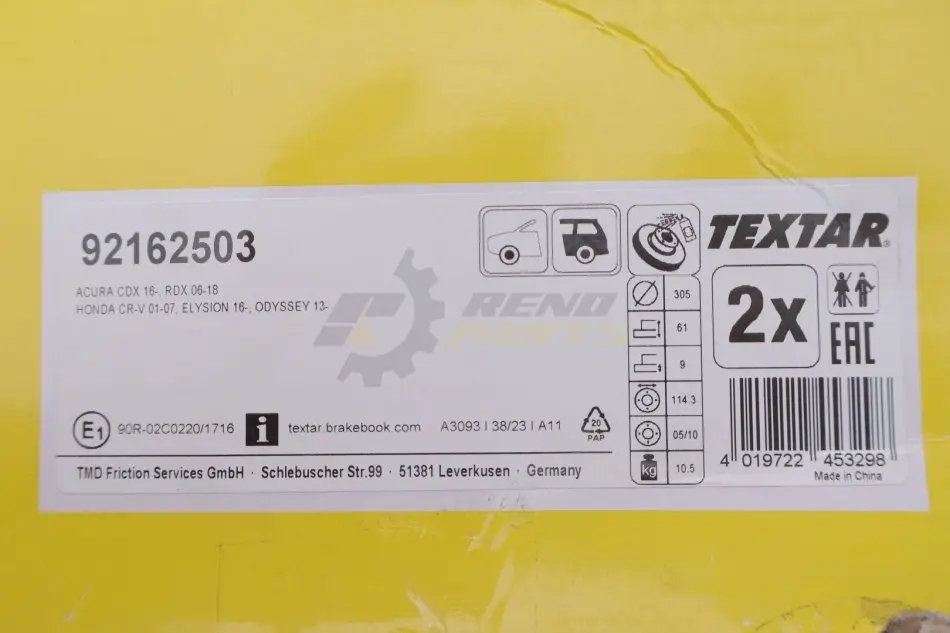 92162503
ACURA CDX 16-, RDX 06-18
HONDA CR-V 01-07, ELYSION 16-, ODYSSEY 13-
RENO
PARTS
E1 90R-02C0220/1716 i textar.brakebook.com A3093 | 38/23 | A11
20
PAP
TMD Friction Services GmbH · Schlebuscher Str.99 · 51381 Leverkusen · Germany
305
61
9
114.3
05/10
kg 10.5
TEXTAR®
2x
EAC
4 019722 453298
Made in China